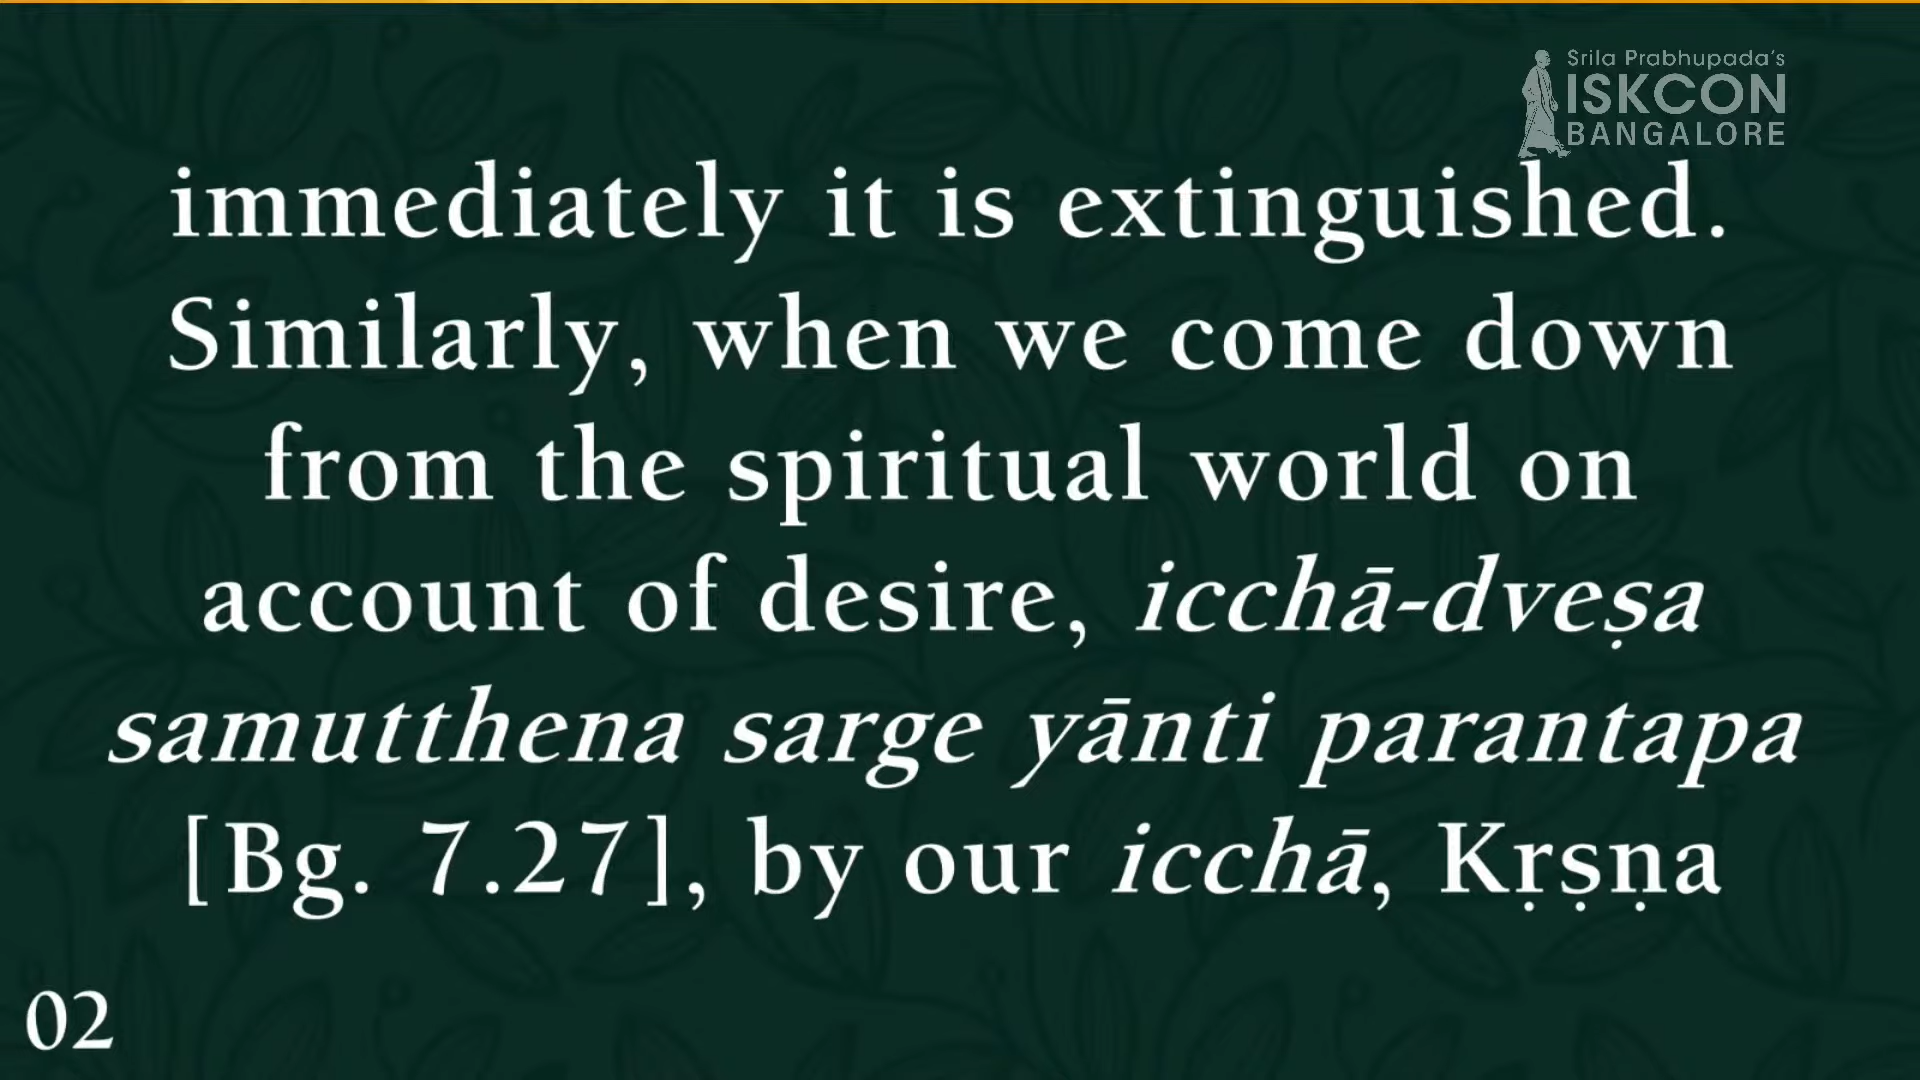 Srila Prabhupada's
ISKCON
BANGALORE
immediately it is extinguished.
Similarly, when we come down
from the spiritual world on
account of desire, icchā-dveṣa
samutthena sarge yānti parantapa
[Bg. 7.27], by our icchā, Kṛṣṇa
02